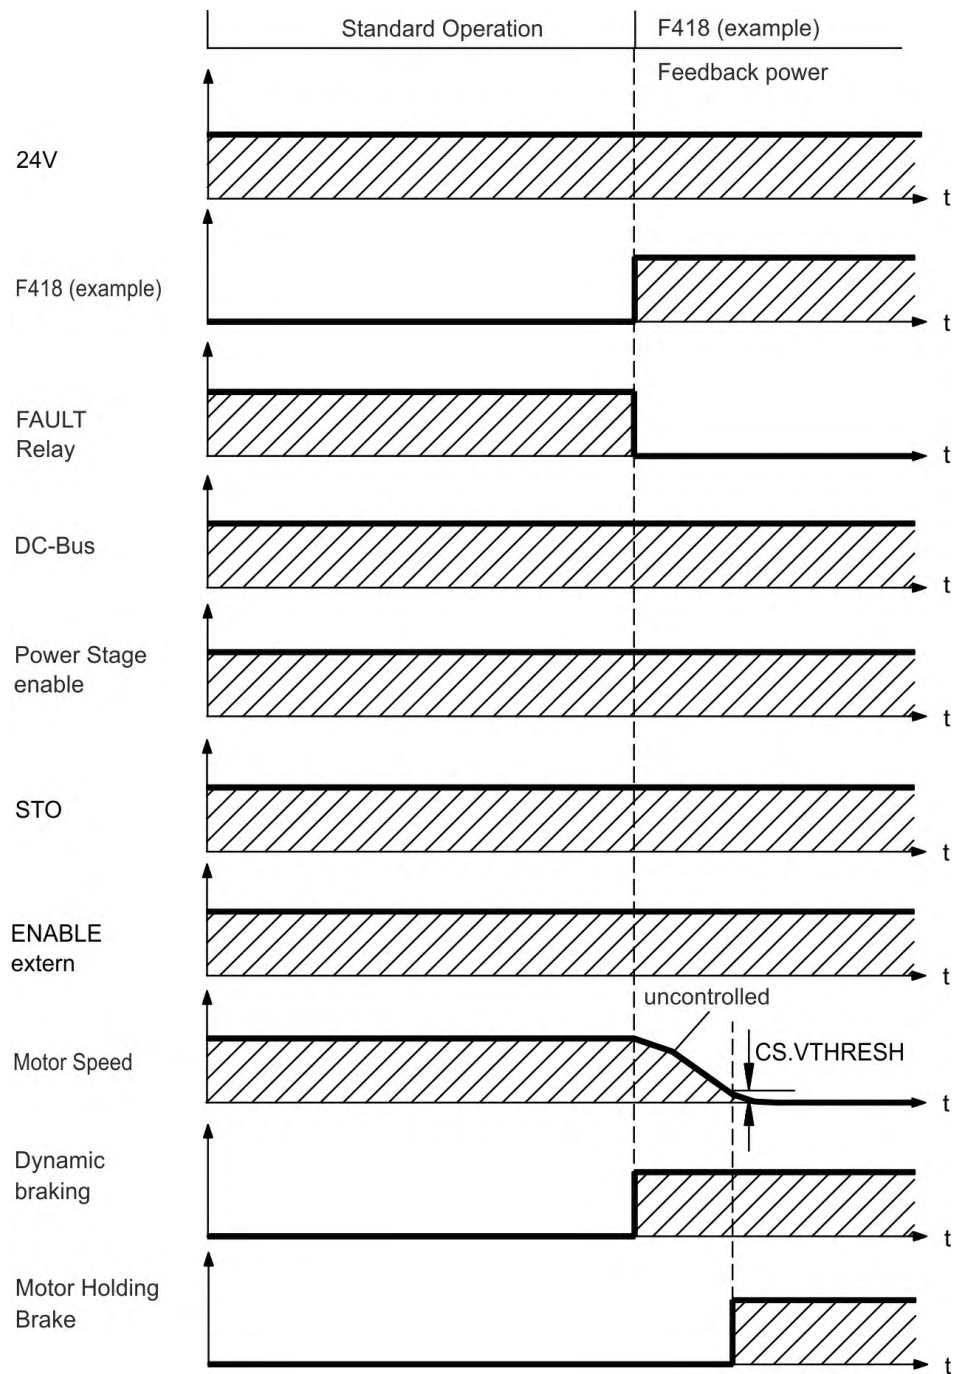 Standard Operation
F418 (example)
Feedback power
24V
t
F418 (example)
t
FAULT
Relay
t
DC-Bus
t
Power Stage
enable
t
STO
t
ENABLE
extern
t
uncontrolled
CS.VTHRESH
Motor Speed
t
Dynamic
braking
t
Motor Holding
Brake
t